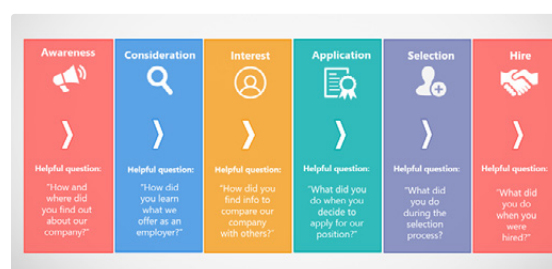 Awareness
Helpful question:
"How and
where did
you find out
about our
company?"
Consideration
Helpful question:
"How did
you learn
what we
offer as an
employer?"
Interest
Helpful question:
"How did you
find info to
compare our
company
with others?"
Application
Helpful question:
"What did you
do when you
decide to
apply for our
position?"
Selection
Helpful question:
"What did
you do
during the
selection
process?
Hire
Helpful question:
"What did
you do
when you
were
hired?"